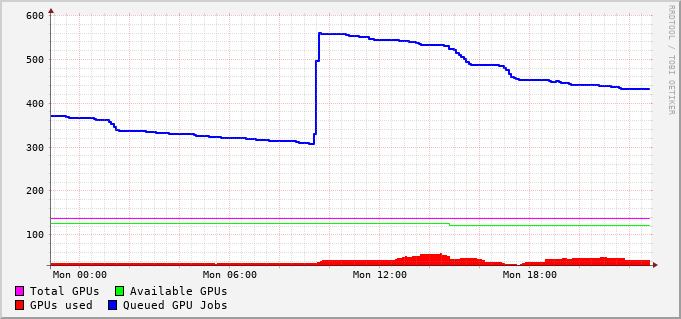 600
500
400
300
200
100
Mon 00:00 Mon 06:00 Mon 12:00 Mon 18:00
Total GPUs Available GPUs
GPUs used Queued GPU Jobs
RRDTOOL / TOBI OETIKER